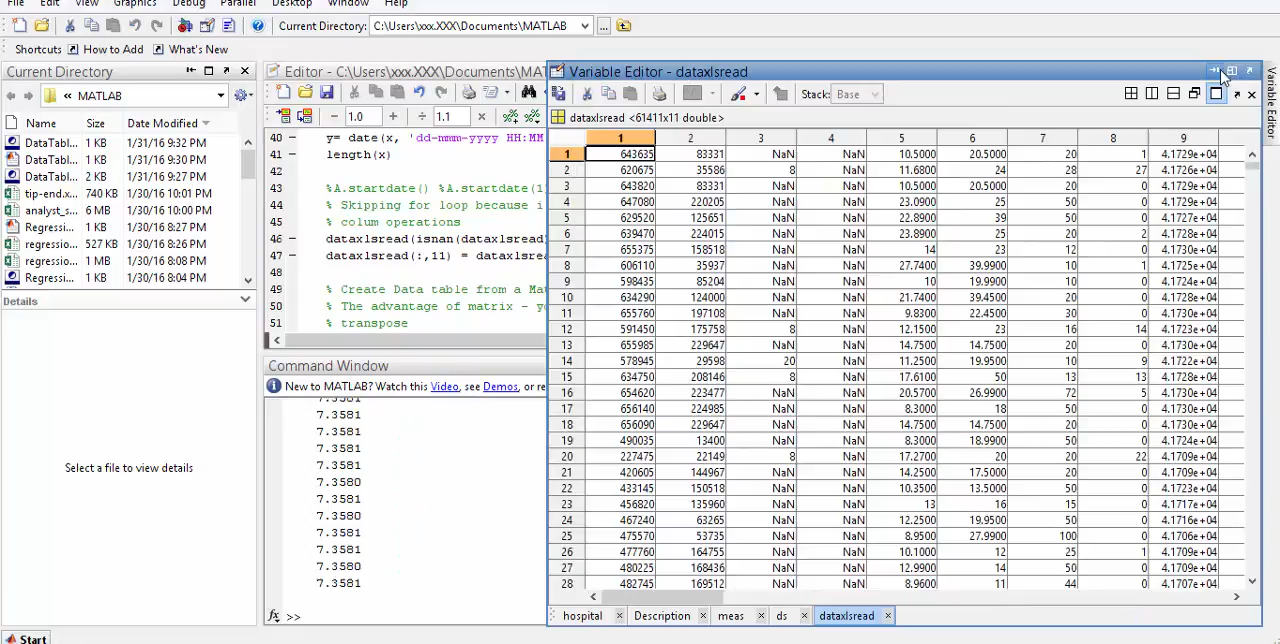 File Edit View Graphics Debug Parallel Desktop Window Help
Current Directory: C:\Users\xxx.XXX\Documents\MATLAB ...
Shortcuts How to Add What's New
Current Directory
« MATLAB
Name Size Date Modified
DataTabl... 1 KB 1/31/16 9:32 PM
DataTabl... 1 KB 1/31/16 9:30 PM
DataTabl... 2 KB 1/31/16 9:27 PM
tip-end.x... 740 KB 1/30/16 10:01 PM
analyst_s... 6 MB 1/30/16 10:00 PM
Regressi... 1 KB 1/30/16 8:27 PM
regressio... 527 KB 1/30/16 8:27 PM
regressio... 1 MB 1/30/16 8:08 PM
Regressi... 1 KB 1/30/16 8:04 PM
Details
Select a file to view details
Start
Editor - C:\Users\xxx.XXX\Document
− 1.0 + ÷ 1.1 ×
40 − y= date(x, 'dd-mmm-yyyy HH:MM
41 − length(x)
42
43 %A.startdate() %A.startdate(1
44 % Skipping for loop because i
45 % colum operations
46 − dataxlsread(isnan(dataxlsread)
47 − dataxlsread(:,11) = dataxlsrea
48
49 % Create Data table from a Mat
50 % The advantage of matrix - yo
51 % transpose
Command Window
New to MATLAB? Watch this Video, see Demos, or re
7.3581
7.3581
7.3581
7.3581
7.3581
7.3580
7.3581
7.3580
7.3581
7.3581
7.3580
7.3581
fx >>
Variable Editor - dataxlsread
Stack: Base
dataxlsread <61411x11 double>
1 2 3 4 5 6 7 8 9
1 643635 83331 NaN NaN 10.5000 20.5000 20 1 4.1729e+04
2 620675 35586 8 NaN 11.6800 24 28 27 4.1726e+04
3 643820 83331 NaN NaN 10.5000 20.5000 20 0 4.1729e+04
4 647080 220205 NaN NaN 23.0900 25 50 0 4.1729e+04
5 629520 125651 NaN NaN 22.8900 39 50 0 4.1727e+04
6 639470 224015 NaN NaN 23.8900 25 20 2 4.1728e+04
7 655375 158518 NaN NaN 14 23 12 0 4.1730e+04
8 606110 35937 NaN NaN 27.7400 39.9900 10 1 4.1725e+04
9 598435 85204 NaN NaN 10 19.9900 10 0 4.1724e+04
10 634290 124000 NaN NaN 21.7400 39.4500 20 0 4.1728e+04
11 655760 197108 NaN NaN 9.8300 22.4500 30 0 4.1730e+04
12 591450 175758 8 NaN 12.1500 23 16 14 4.1723e+04
13 655985 229647 NaN NaN 14.7500 14.7500 20 0 4.1730e+04
14 578945 29598 20 NaN 11.2500 19.9500 10 9 4.1722e+04
15 634750 208146 8 NaN 17.6100 50 13 13 4.1728e+04
16 654620 223477 NaN NaN 20.5700 26.9900 72 5 4.1730e+04
17 656140 224985 NaN NaN 8.3000 18 50 0 4.1730e+04
18 656090 229647 NaN NaN 14.7500 14.7500 20 0 4.1730e+04
19 490035 13400 NaN NaN 8.3000 18.9900 50 0 4.1724e+04
20 227475 22149 8 NaN 17.2700 20 20 22 4.1709e+04
21 420605 144967 NaN NaN 14.2500 17.5000 20 0 4.1709e+04
22 433145 150518 NaN NaN 10.3500 13.5000 50 0 4.1723e+04
23 456820 135960 NaN NaN 13 16 15 0 4.1717e+04
24 467240 63265 NaN NaN 12.2500 19.9500 50 0 4.1716e+04
25 475570 53735 NaN NaN 8.9500 27.9900 100 0 4.1706e+04
26 477760 164755 NaN NaN 10.1000 12 25 1 4.1709e+04
27 480225 168436 NaN NaN 12.9900 14 50 0 4.1709e+04
28 482745 169512 NaN NaN 8.9600 11 44 0 4.1707e+04
hospital Description meas ds dataxlsread
Variable Editor